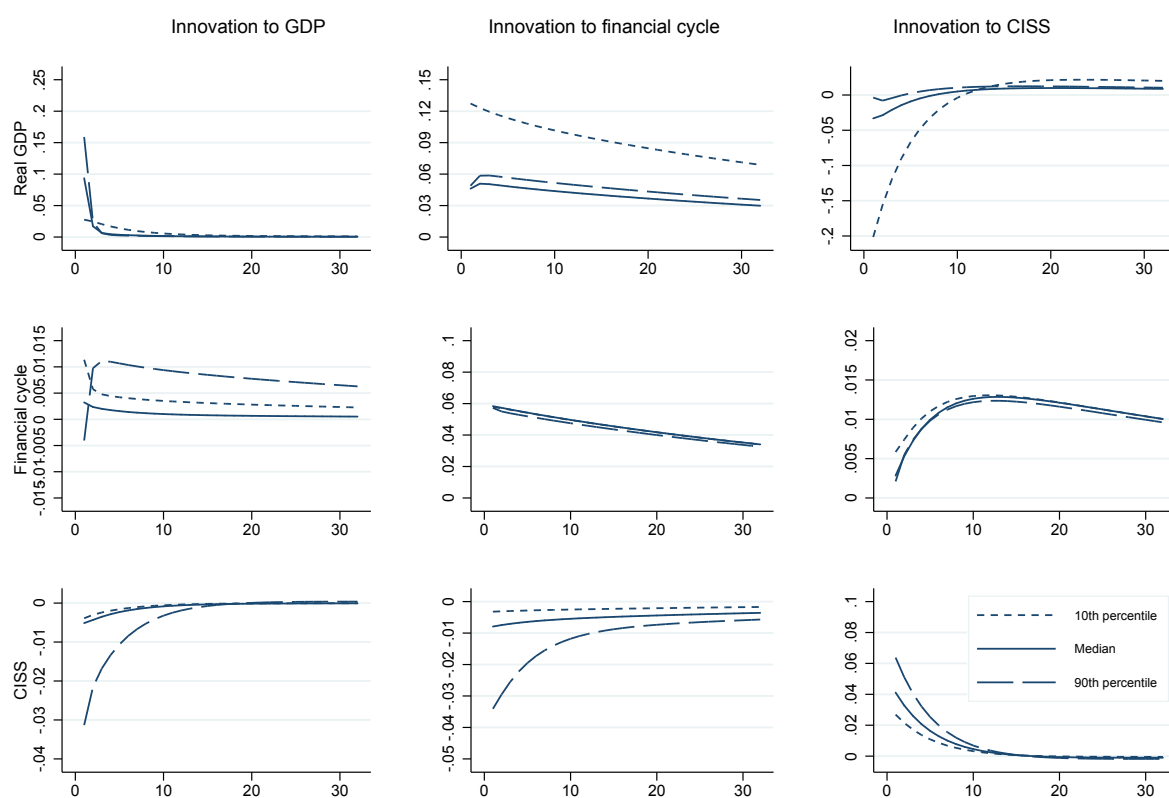 Innovation to GDP
Innovation to financial cycle
Innovation to CISS
Real GDP
.25
.2
.15
.1
.05
0
0 10 20 30
.15
.12
.09
.06
.03
0
0 10 20 30
0
-.05
-.1
-.15
-.2
0 10 20 30
Financial cycle
.015
.01
.005
0
-.005
-.01
-.015
0 10 20 30
.1
.08
.06
.04
.02
0
0 10 20 30
.02
.015
.01
.005
0
0 10 20 30
CISS
0
-.01
-.02
-.03
-.04
0 10 20 30
0
-.01
-.02
-.03
-.04
-.05
0 10 20 30
.1
.08
.06
.04
.02
0
0 10 20 30
10th percentile
Median
90th percentile